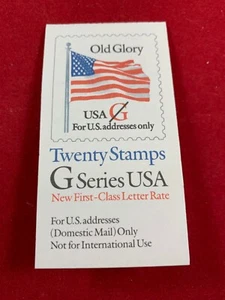 Old Glory
USA G
For U.S. addresses only
Twenty Stamps
G Series USA
New First-Class Letter Rate
For U.S. addresses
(Domestic Mail) Only
Not for International Use